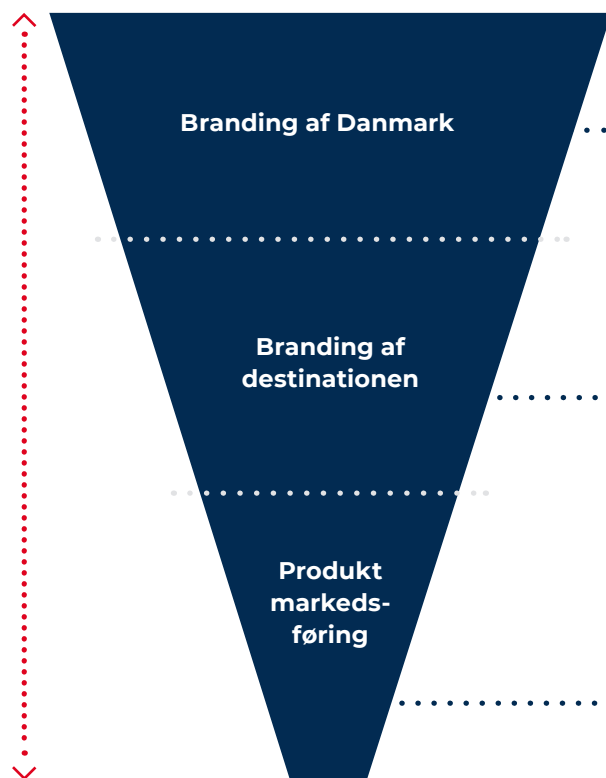 Branding af Danmark
Branding af
destinationen
Produkt
markeds-
føring